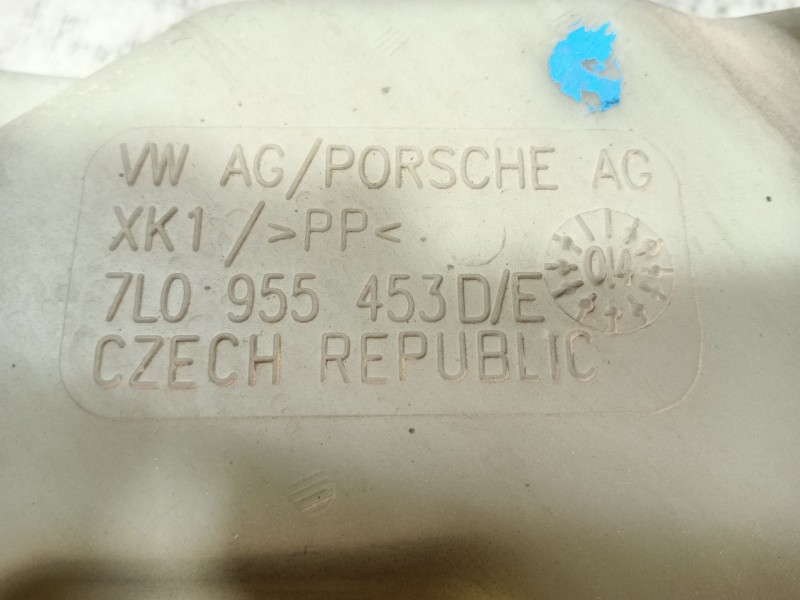 VW AG/PORSCHE AG
XK1 / >PP<
7L0 955 453D/E
CZECH REPUBLIC